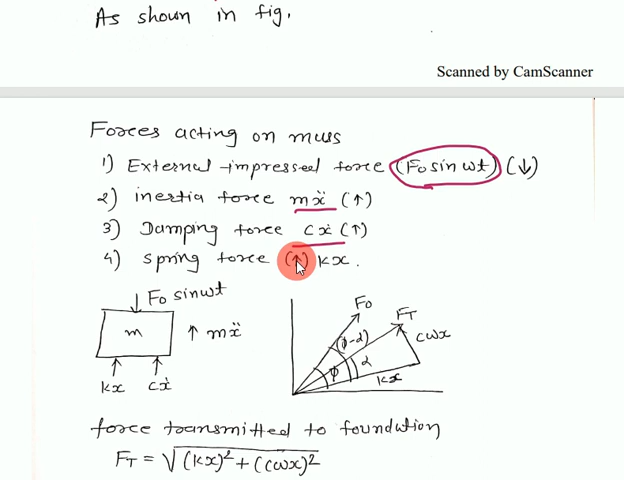 As shown in fig.
Scanned by CamScanner
Forces acting on mass
1) External impressed force (F₀ sin ωt) (↓)
2) inertia force mẍ (↑)
3) Damping force cẋ (↑)
4) Spring force (↑) kx.
F₀ sinωt
m
↑ mẍ
kx cẋ
F₀
FT
(φ-α)
cωx
φ
α
kx
force transmitted to foundation
FT = √(kx)² + (cωx)²